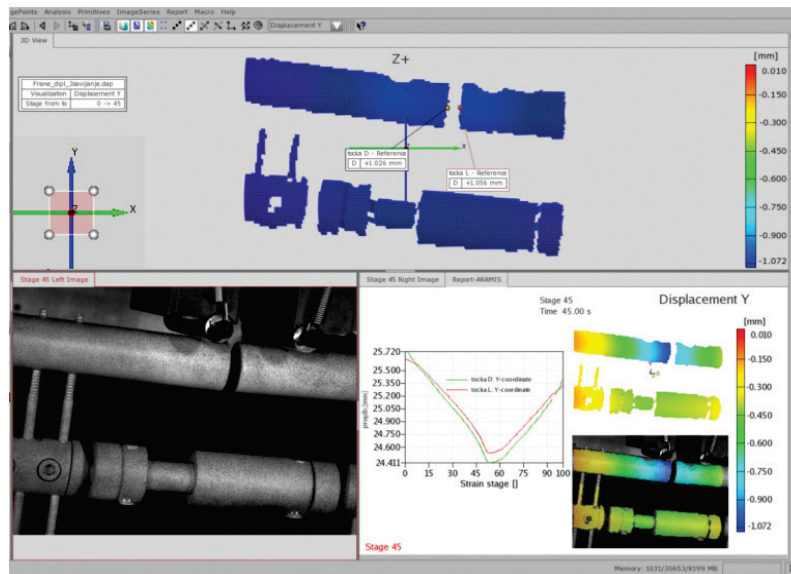 agePoints Analysis Primitives ImageSeries Report Macro Help
Displacement Y
3D View
Z+
[mm]
0.010
-0.150
-0.300
-0.450
-0.600
-0.750
-0.900
-1.072
Frane_dipl_3savijanje.dap
Visualization Displacement Y
Stage from to 0 -> 45
tocka D - Reference
D +1.026 mm
tocka L - Reference
D +1.056 mm
X
Y
X
Z
Stage 45 Left Image
Stage 45 Right Image Report-ARAMIS
Stage 45
Time 45.00 s
Displacement Y
[mm]
0.010
-0.150
-0.300
-0.450
-0.600
-0.750
-0.900
-1.072
25.720
25.500
25.350
25.200
25.050
24.900
24.750
24.600
24.411
tocka D: Y-coordinate
tocka L: Y-coordinate
0 15 30 45 60 75 90 100
Strain stage []
Stage 45
Memory: 1031/30653/8199 MB